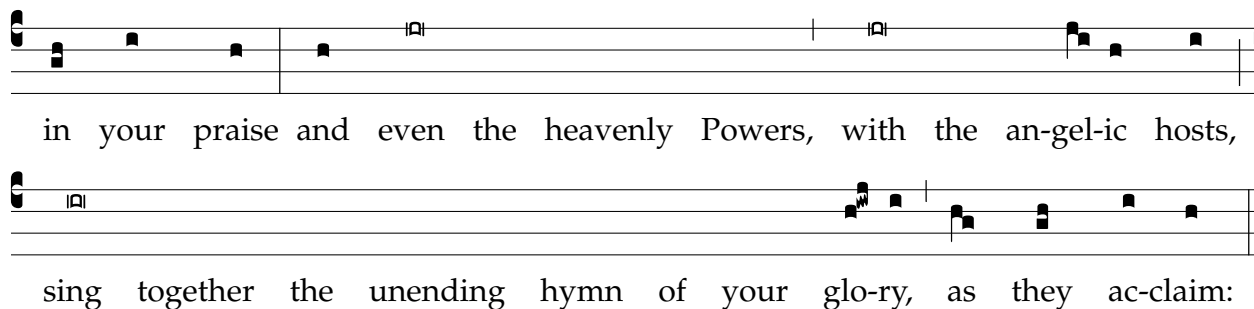 in your praise and even the heavenly Powers, with the an-gel-ic hosts,
sing together the unending hymn of your glo-ry, as they ac-claim: